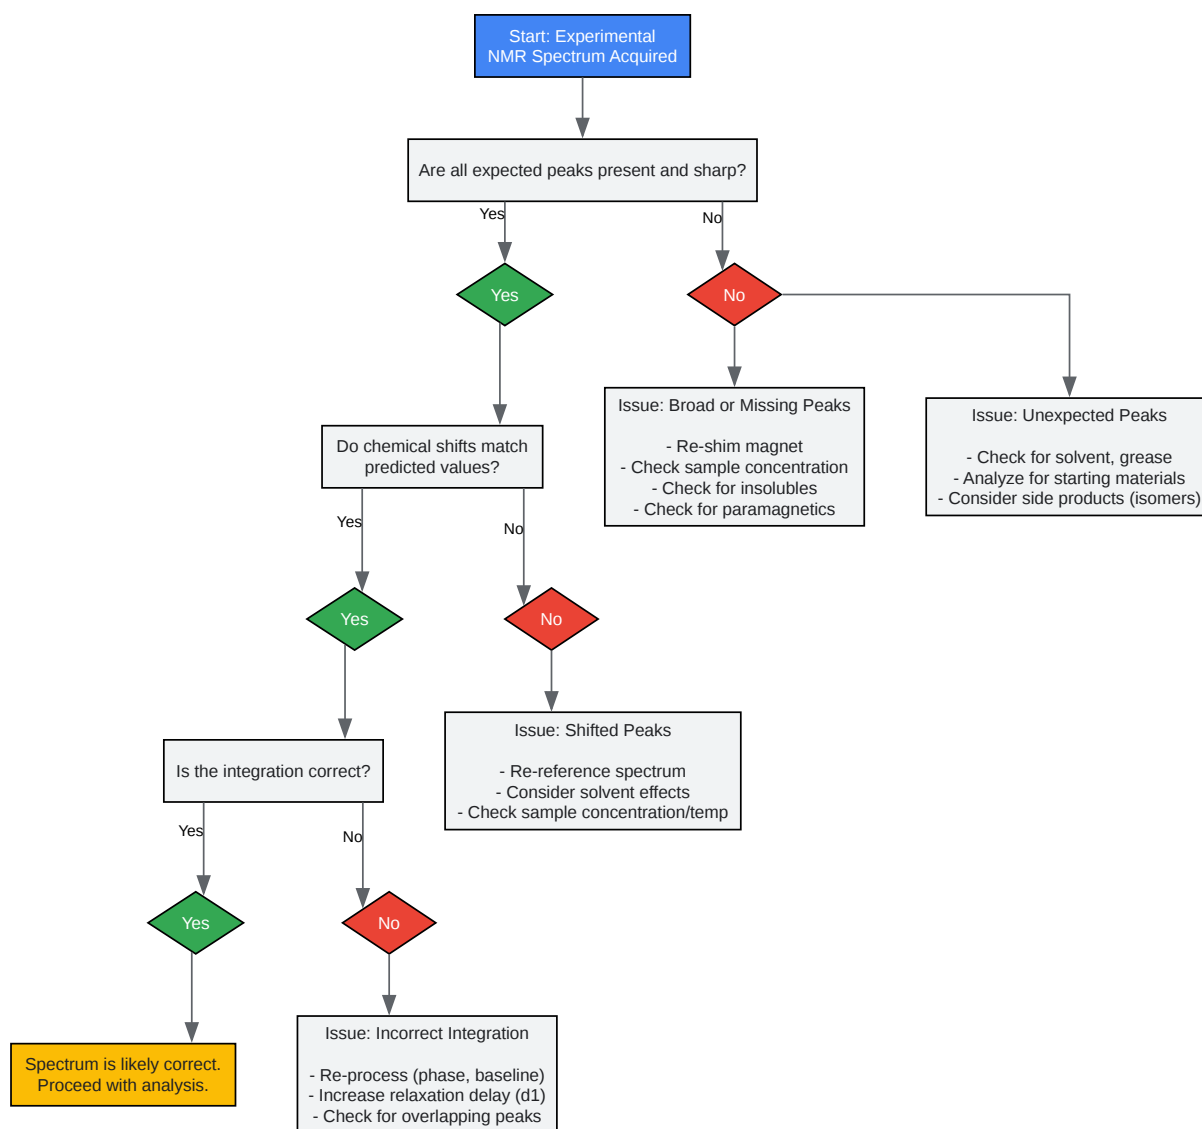 Start: Experimental
NMR Spectrum Acquired
Are all expected peaks present and sharp?
Yes
No
Yes
No
Issue: Broad or Missing Peaks
- Re-shim magnet
- Check sample concentration
- Check for insolubles
- Check for paramagnetics
Issue: Unexpected Peaks
- Check for solvent, grease
- Analyze for starting materials
- Consider side products (isomers)
Do chemical shifts match
predicted values?
Yes
No
Yes
No
Issue: Shifted Peaks
- Re-reference spectrum
- Consider solvent effects
- Check sample concentration/temp
Is the integration correct?
Yes
No
Yes
No
Spectrum is likely correct.
Proceed with analysis.
Issue: Incorrect Integration
- Re-process (phase, baseline)
- Increase relaxation delay (d1)
- Check for overlapping peaks